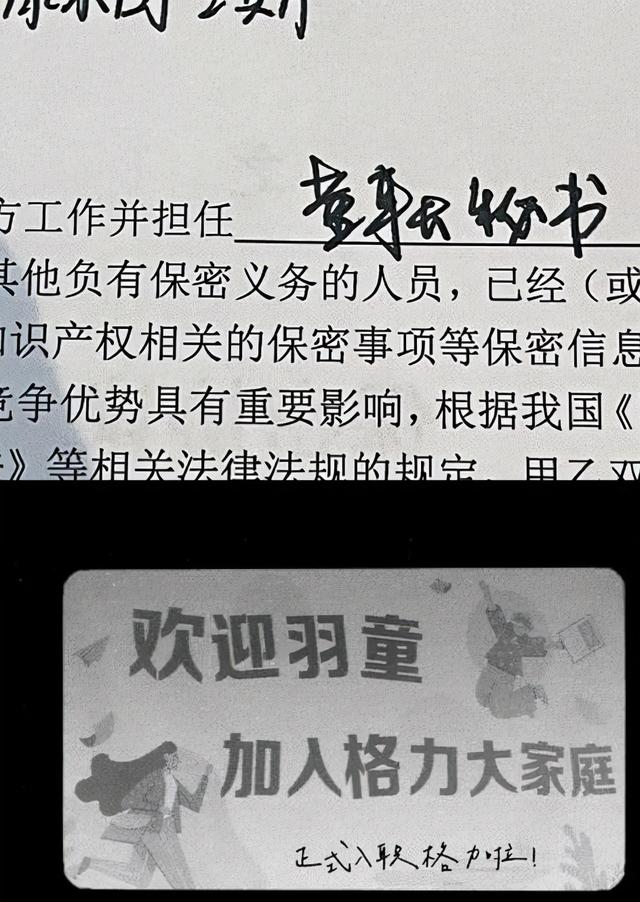 方工作并担任 董事长秘书
其他负有保密义务的人员，已经（或
识产权相关的保密事项等保密信息
竞争优势具有重要影响，根据我国《
》等相关法律法规的规定，甲乙双
欢迎羽童
加入格力大家庭
正式入职格力啦！